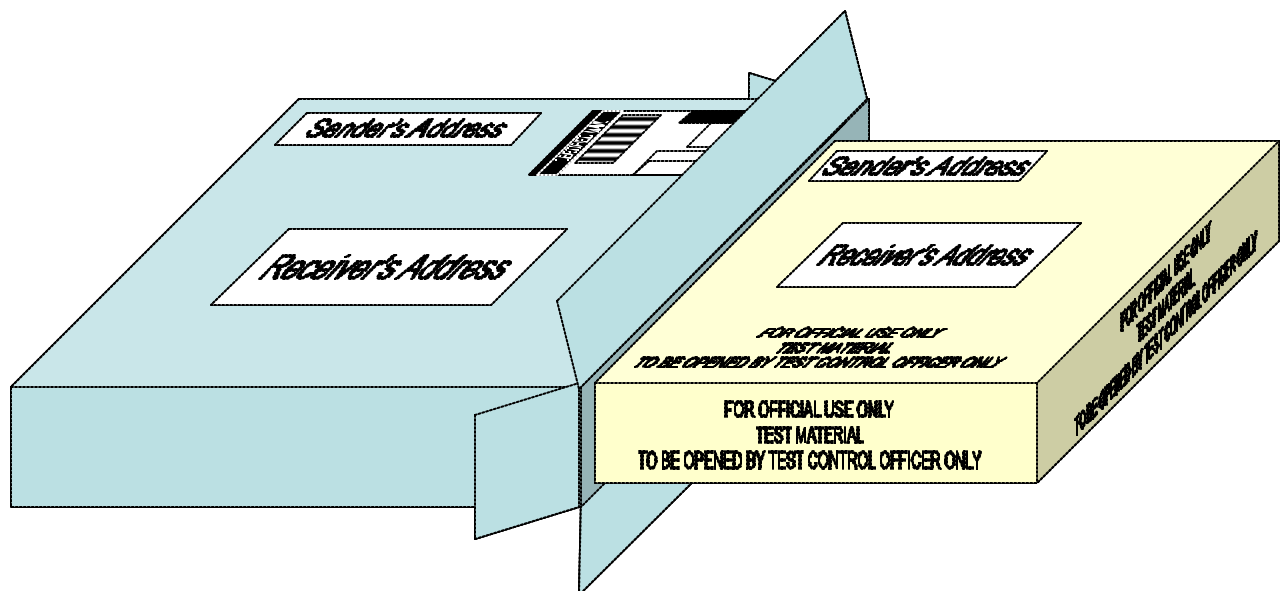 Sender's Address
Receiver's Address
Sender's Address
Receiver's Address
FOR OFFICIAL USE ONLY
TEST MATERIAL
TO BE OPENED BY TEST CONTROL OFFICER ONLY
FOR OFFICIAL USE ONLY
TEST MATERIAL
TO BE OPENED BY TEST CONTROL OFFICER ONLY
FOR OFFICIAL USE ONLY
TEST MATERIAL
TO BE OPENED BY TEST CONTROL OFFICER ONLY